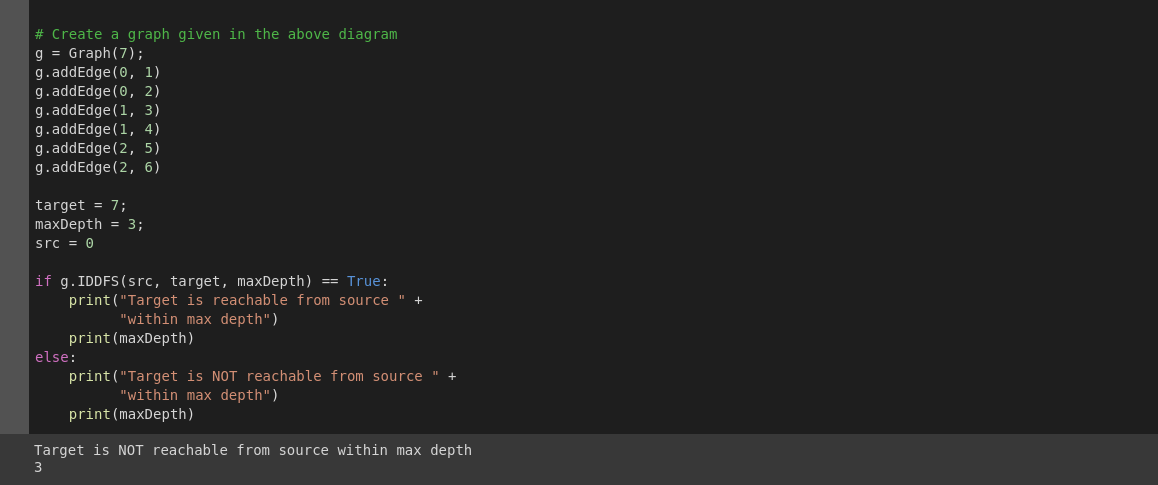 # Create a graph given in the above diagram
g = Graph(7);
g.addEdge(0, 1)
g.addEdge(0, 2)
g.addEdge(1, 3)
g.addEdge(1, 4)
g.addEdge(2, 5)
g.addEdge(2, 6)

target = 7;
maxDepth = 3;
src = 0

if g.IDDFS(src, target, maxDepth) == True:
    print("Target is reachable from source " +
          "within max depth")
    print(maxDepth)
else:
    print("Target is NOT reachable from source " +
          "within max depth")
    print(maxDepth)
Target is NOT reachable from source within max depth
3